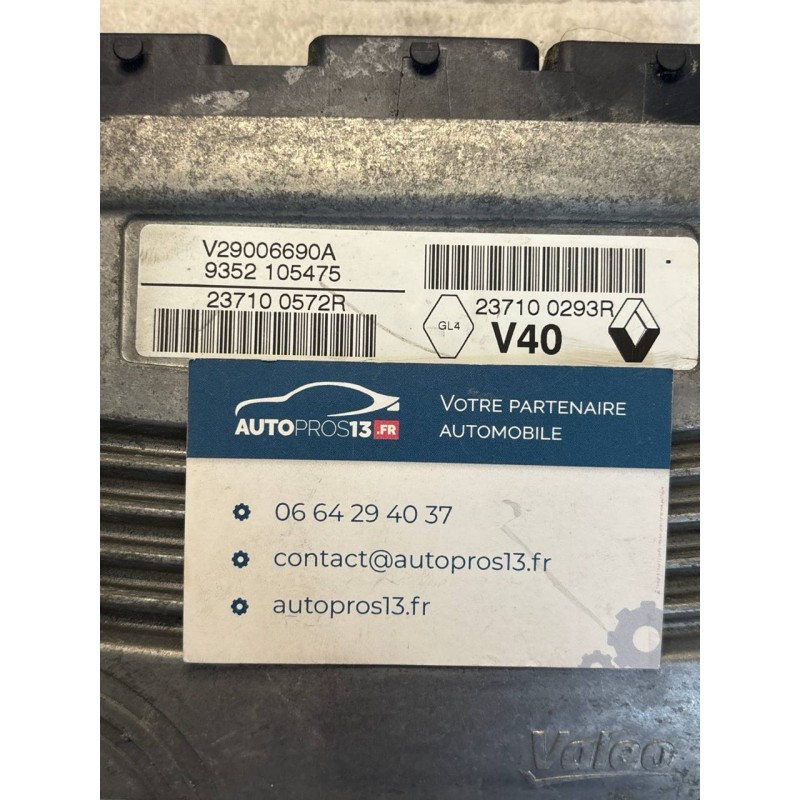 V29006690A
9352 105475
23710 0572R
GL4
23710 0293R
V40
AUTOPROS13.FR
VOTRE PARTENAIRE
AUTOMOBILE
06 64 29 40 37
contact@autopros13.fr
autopros13.fr
Valeo